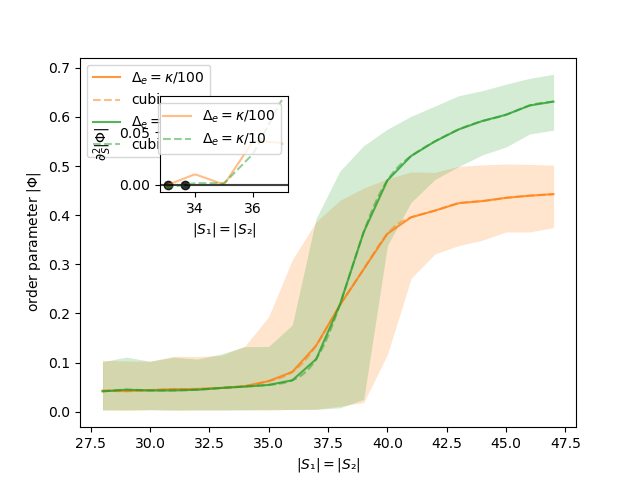 0.7
0.6
0.5
0.4
0.3
0.2
0.1
0.0
order parameter |Φ|
27.5 30.0 32.5 35.0 37.5 40.0 42.5 45.0 47.5
|S₁| = |S₂|
Δₑ = κ/100
cubi
Δₑ =
cubi
0.05
0.00
34 36
|S₁| = |S₂|
Δₑ = κ/100
Δₑ = κ/10